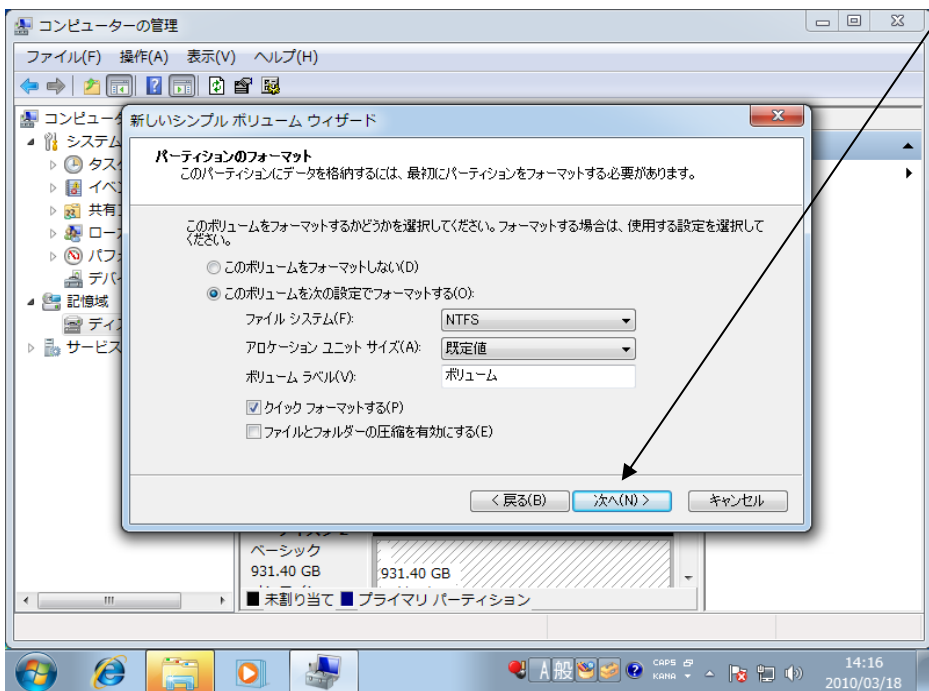 コンピューターの管理
ファイル(F) 操作(A) 表示(V) ヘルプ(H)
コンピュータ
システム
タスク
イベ
共有
ロー
パフォ
デバイ
記憶域
ディス
サービス
新しいシンプル ボリューム ウィザード
パーティションのフォーマット
このパーティションにデータを格納するには、最初にパーティションをフォーマットする必要があります。
このボリュームをフォーマットするかどうかを選択してください。フォーマットする場合は、使用する設定を選択して
ください。
このボリュームをフォーマットしない(D)
このボリュームを次の設定でフォーマットする(O):
ファイル システム(F): NTFS
アロケーション ユニット サイズ(A): 既定値
ボリューム ラベル(V): ボリューム
クイック フォーマットする(P)
ファイルとフォルダーの圧縮を有効にする(E)
< 戻る(B) 次へ(N) > キャンセル
ベーシック
931.40 GB 931.40 GB
未割り当て プライマリ パーティション
A 般 CAPS KANA
14:16
2010/03/18